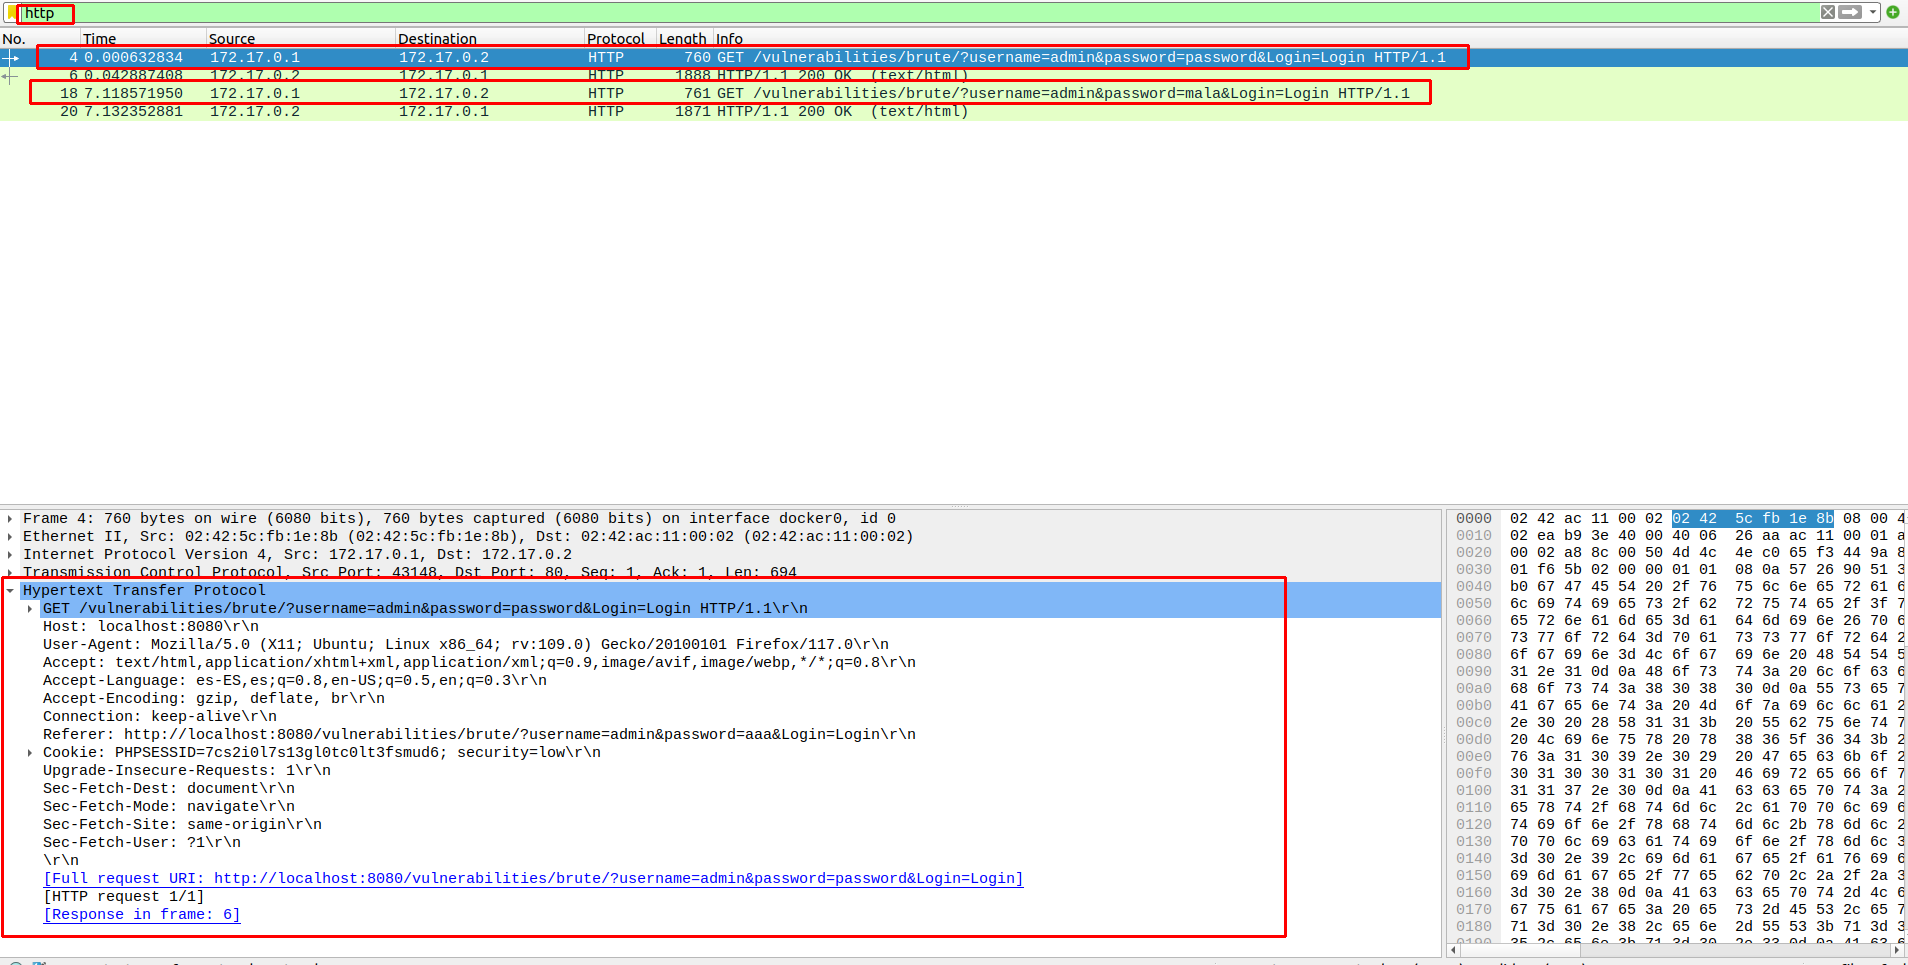 http
No. Time Source Destination Protocol Length Info
4 0.000632834 172.17.0.1 172.17.0.2 HTTP 760 GET /vulnerabilities/brute/?username=admin&password=password&Login=Login HTTP/1.1
6 0.042887408 172.17.0.2 172.17.0.1 HTTP 1888 HTTP/1.1 200 OK (text/html)
18 7.118571950 172.17.0.1 172.17.0.2 HTTP 761 GET /vulnerabilities/brute/?username=admin&password=mala&Login=Login HTTP/1.1
20 7.132352881 172.17.0.2 172.17.0.1 HTTP 1871 HTTP/1.1 200 OK (text/html)
Frame 4: 760 bytes on wire (6080 bits), 760 bytes captured (6080 bits) on interface docker0, id 0
Ethernet II, Src: 02:42:5c:fb:1e:8b (02:42:5c:fb:1e:8b), Dst: 02:42:ac:11:00:02 (02:42:ac:11:00:02)
Internet Protocol Version 4, Src: 172.17.0.1, Dst: 172.17.0.2
Transmission Control Protocol, Src Port: 43148, Dst Port: 80, Seq: 1, Ack: 1, Len: 694
Hypertext Transfer Protocol
GET /vulnerabilities/brute/?username=admin&password=password&Login=Login HTTP/1.1\r\n
Host: localhost:8080\r\n
User-Agent: Mozilla/5.0 (X11; Ubuntu; Linux x86_64; rv:109.0) Gecko/20100101 Firefox/117.0\r\n
Accept: text/html,application/xhtml+xml,application/xml;q=0.9,image/avif,image/webp,*/*;q=0.8\r\n
Accept-Language: es-ES,es;q=0.8,en-US;q=0.5,en;q=0.3\r\n
Accept-Encoding: gzip, deflate, br\r\n
Connection: keep-alive\r\n
Referer: http://localhost:8080/vulnerabilities/brute/?username=admin&password=aaa&Login=Login\r\n
Cookie: PHPSESSID=7cs2i0l7s13gl0tc0lt3fsmud6; security=low\r\n
Upgrade-Insecure-Requests: 1\r\n
Sec-Fetch-Dest: document\r\n
Sec-Fetch-Mode: navigate\r\n
Sec-Fetch-Site: same-origin\r\n
Sec-Fetch-User: ?1\r\n
\r\n
[Full request URI: http://localhost:8080/vulnerabilities/brute/?username=admin&password=password&Login=Login]
[HTTP request 1/1]
[Response in frame: 6]
0000 02 42 ac 11 00 02 02 42 5c fb 1e 8b 08 00 4
0010 02 ea b9 3e 40 00 40 06 26 aa ac 11 00 01 a
0020 00 02 a8 8c 00 50 4d 4c 4e c0 65 f3 44 9a 8
0030 01 f6 5b 02 00 00 01 01 08 0a 57 26 90 51 3
0040 b0 67 47 45 54 20 2f 76 75 6c 6e 65 72 61 6
0050 6c 69 74 69 65 73 2f 62 72 75 74 65 2f 3f 7
0060 65 72 6e 61 6d 65 3d 61 64 6d 69 6e 26 70 6
0070 73 77 6f 72 64 3d 70 61 73 73 77 6f 72 64 2
0080 6f 67 69 6e 3d 4c 6f 67 69 6e 20 48 54 54 5
0090 31 2e 31 0d 0a 48 6f 73 74 3a 20 6c 6f 63 6
00a0 68 6f 73 74 3a 38 30 38 30 0d 0a 55 73 65 7
00b0 41 67 65 6e 74 3a 20 4d 6f 7a 69 6c 6c 61 2
00c0 2e 30 20 28 58 31 31 3b 20 55 62 75 6e 74 7
00d0 20 4c 69 6e 75 78 20 78 38 36 5f 36 34 3b 2
00e0 76 3a 31 30 39 2e 30 29 20 47 65 63 6b 6f 2
00f0 30 31 30 30 31 30 31 20 46 69 72 65 66 6f 7
0100 31 31 37 2e 30 0d 0a 41 63 63 65 70 74 3a 2
0110 65 78 74 2f 68 74 6d 6c 2c 61 70 70 6c 69 6
0120 74 69 6f 6e 2f 78 68 74 6d 6c 2b 78 6d 6c 2
0130 70 70 6c 69 63 61 74 69 6f 6e 2f 78 6d 6c 3
0140 3d 30 2e 39 2c 69 6d 61 67 65 2f 61 76 69 6
0150 69 6d 61 67 65 2f 77 65 62 70 2c 2a 2f 2a 3
0160 3d 30 2e 38 0d 0a 41 63 63 65 70 74 2d 4c 6
0170 67 75 61 67 65 3a 20 65 73 2d 45 53 2c 65 7
0180 71 3d 30 2e 38 2c 65 6e 2d 55 53 3b 71 3d 3
0190 35 2c 65 6e 3b 71 3d 30 2e 33 0d 0a 41 63 6